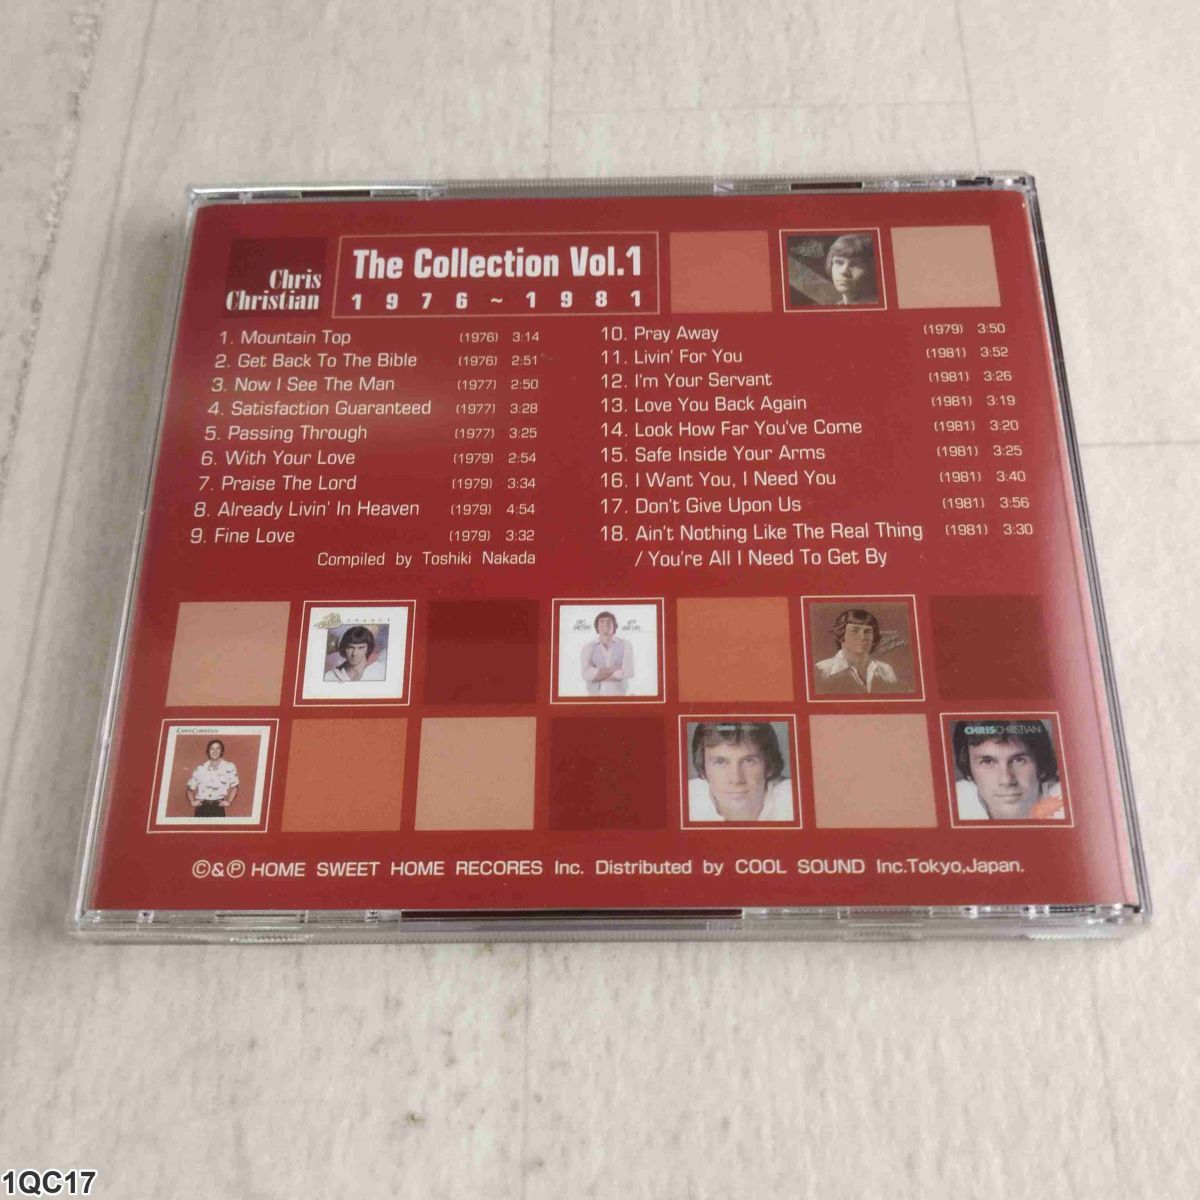 Chris
Christian
The Collection Vol.1
1976~1981
1. Mountain Top (1976) 3:14
2. Get Back To The Bible (1976) 2:51
3. Now I See The Man (1977) 2:50
4. Satisfaction Guaranteed (1977) 3:28
5. Passing Through (1977) 3:25
6. With Your Love (1979) 2:54
7. Praise The Lord (1979) 3:34
8. Already Livin' In Heaven (1979) 4:54
9. Fine Love (1979) 3:32
Compiled by Toshiki Nakada
10. Pray Away (1979) 3:50
11. Livin' For You (1981) 3:52
12. I'm Your Servant (1981) 3:26
13. Love You Back Again (1981) 3:19
14. Look How Far You've Come (1981) 3:20
15. Safe Inside Your Arms (1981) 3:25
16. I Want You, I Need You (1981) 3:40
17. Don't Give Upon Us (1981) 3:56
18. Ain't Nothing Like The Real Thing (1981) 3:30
/ You're All I Need To Get By
CHANCE
CHRIS CHRISTIAN
CHRIS CHRISTIAN
CHRISCHRISTIAN
©&℗ HOME SWEET HOME RECORES Inc. Distributed by COOL SOUND Inc.Tokyo,Japan.
1QC17